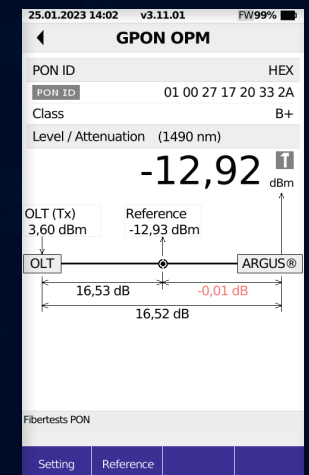 25.01.2023 14:02 v3.11.01 FW99%
GPON OPM
PON ID HEX
PON ID 01 00 27 17 20 33 2A
Class B+
Level / Attenuation (1490 nm)
-12,92 dBm
OLT (Tx) Reference
3,60 dBm -12,93 dBm
OLT ARGUS®
16,53 dB -0,01 dB
16,52 dB
Fibertests PON
Setting Reference